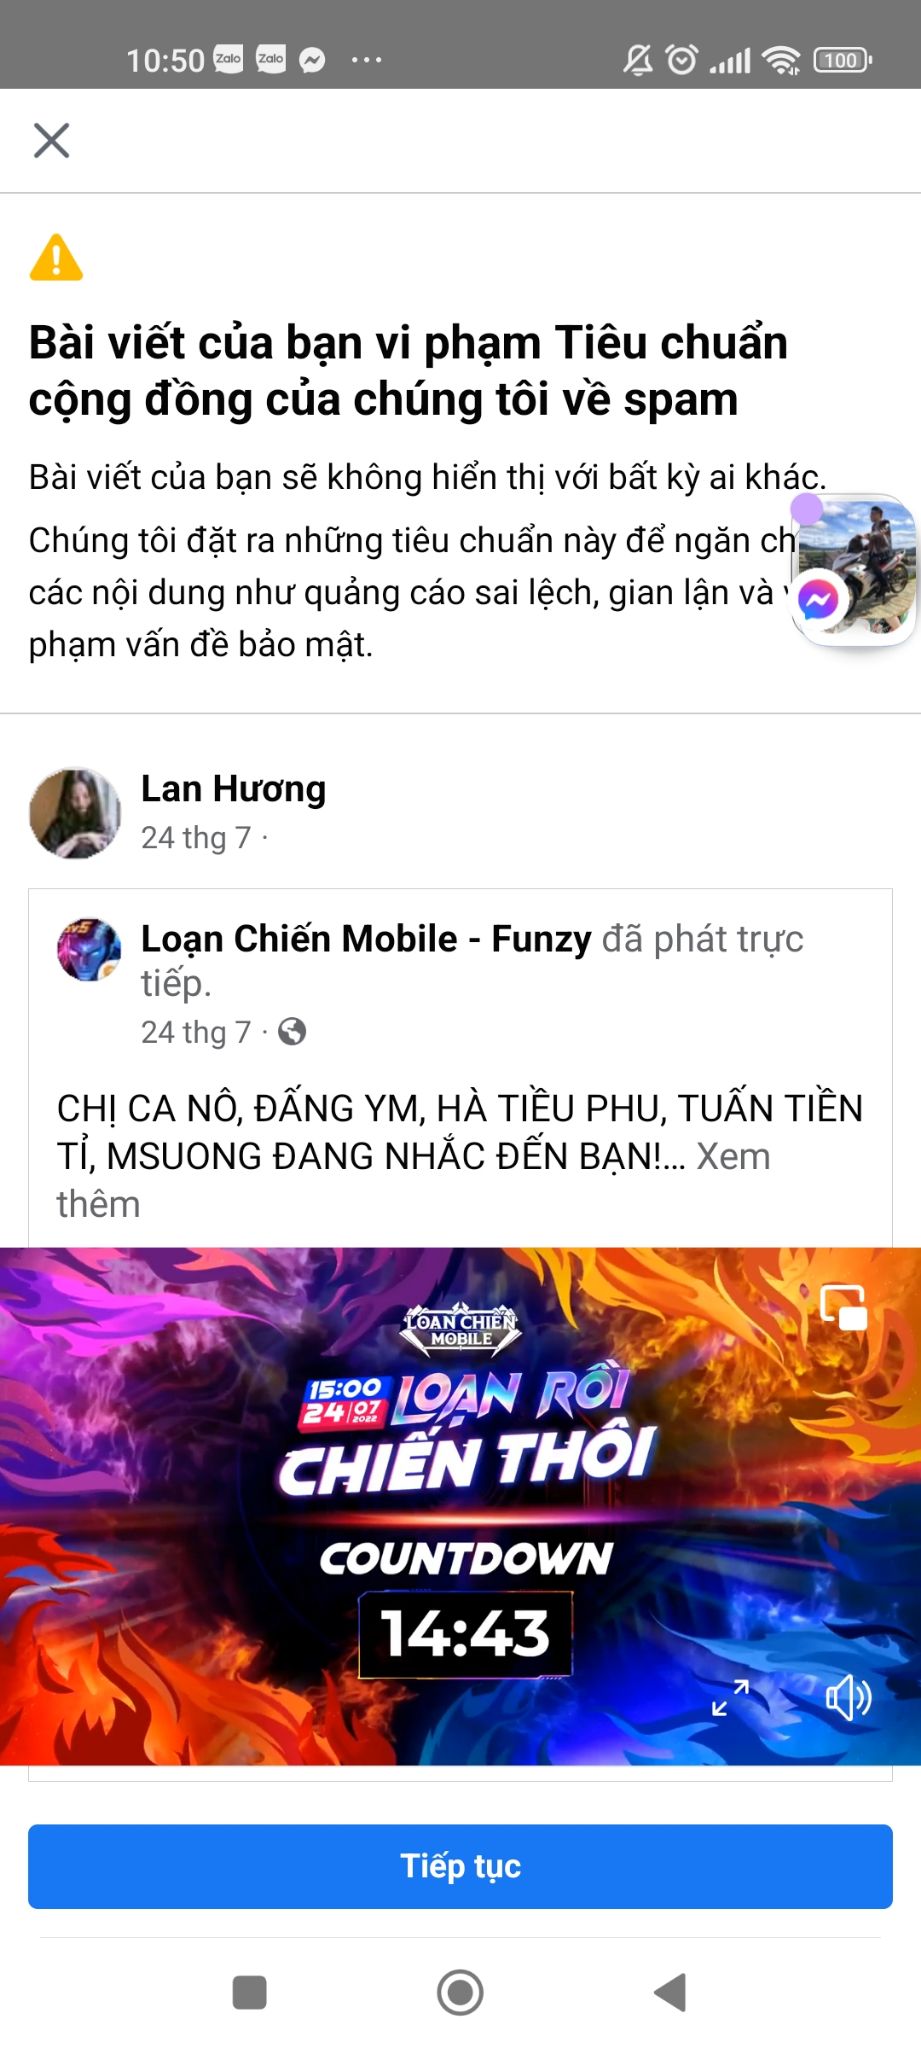 10:50 Zalo Zalo ... 100
Bài viết của bạn vi phạm Tiêu chuẩn
cộng đồng của chúng tôi về spam
Bài viết của bạn sẽ không hiển thị với bất kỳ ai khác.
Chúng tôi đặt ra những tiêu chuẩn này để ngăn
các nội dung như quảng cáo sai lệch, gian lận và
phạm vấn đề bảo mật.
Lan Hương
24 thg 7 ·
Loạn Chiến Mobile - Funzy đã phát trực
tiếp.
24 thg 7 ·
CHỊ CA NÔ, ĐẤNG YM, HÀ TIỀU PHU, TUẤN TIỀN
TỈ, MSUONG ĐANG NHẮC ĐẾN BẠN!... Xem
thêm
LOẠN CHIẾN
MOBILE
15:00
24|07
2022
LOẠN RỒI
CHIẾN THÔI
COUNTDOWN
14:43
Tiếp tục